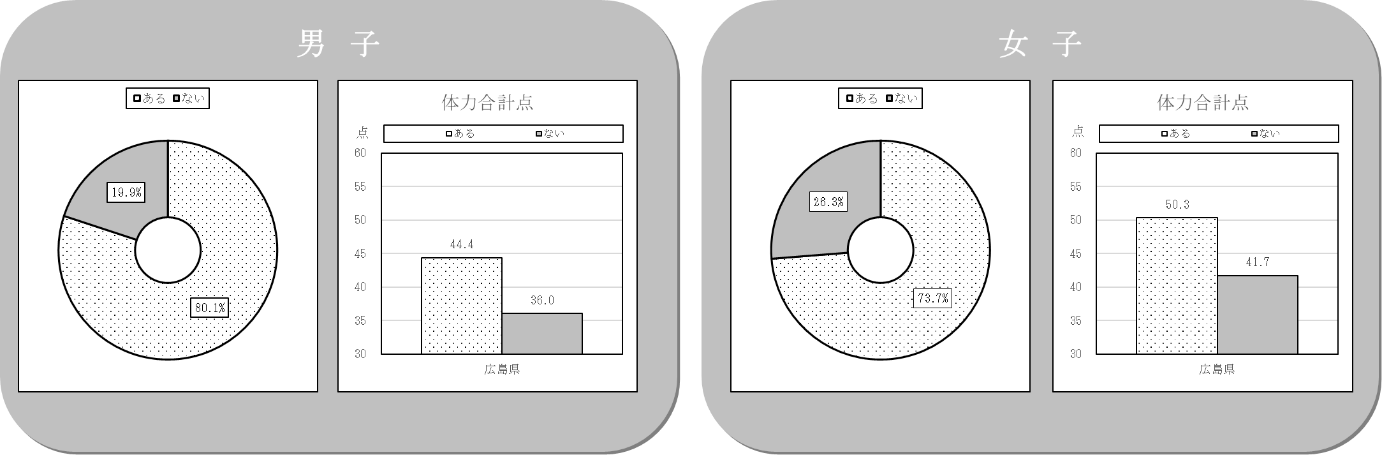 男 子
ある ない
19.9%
80.1%
体力合計点
点
ある ない
60
55
50
45
40
35
30
44.4
36.0
広島県
女 子
ある ない
26.3%
73.7%
体力合計点
点
ある ない
60
55
50
45
40
35
30
50.3
41.7
広島県